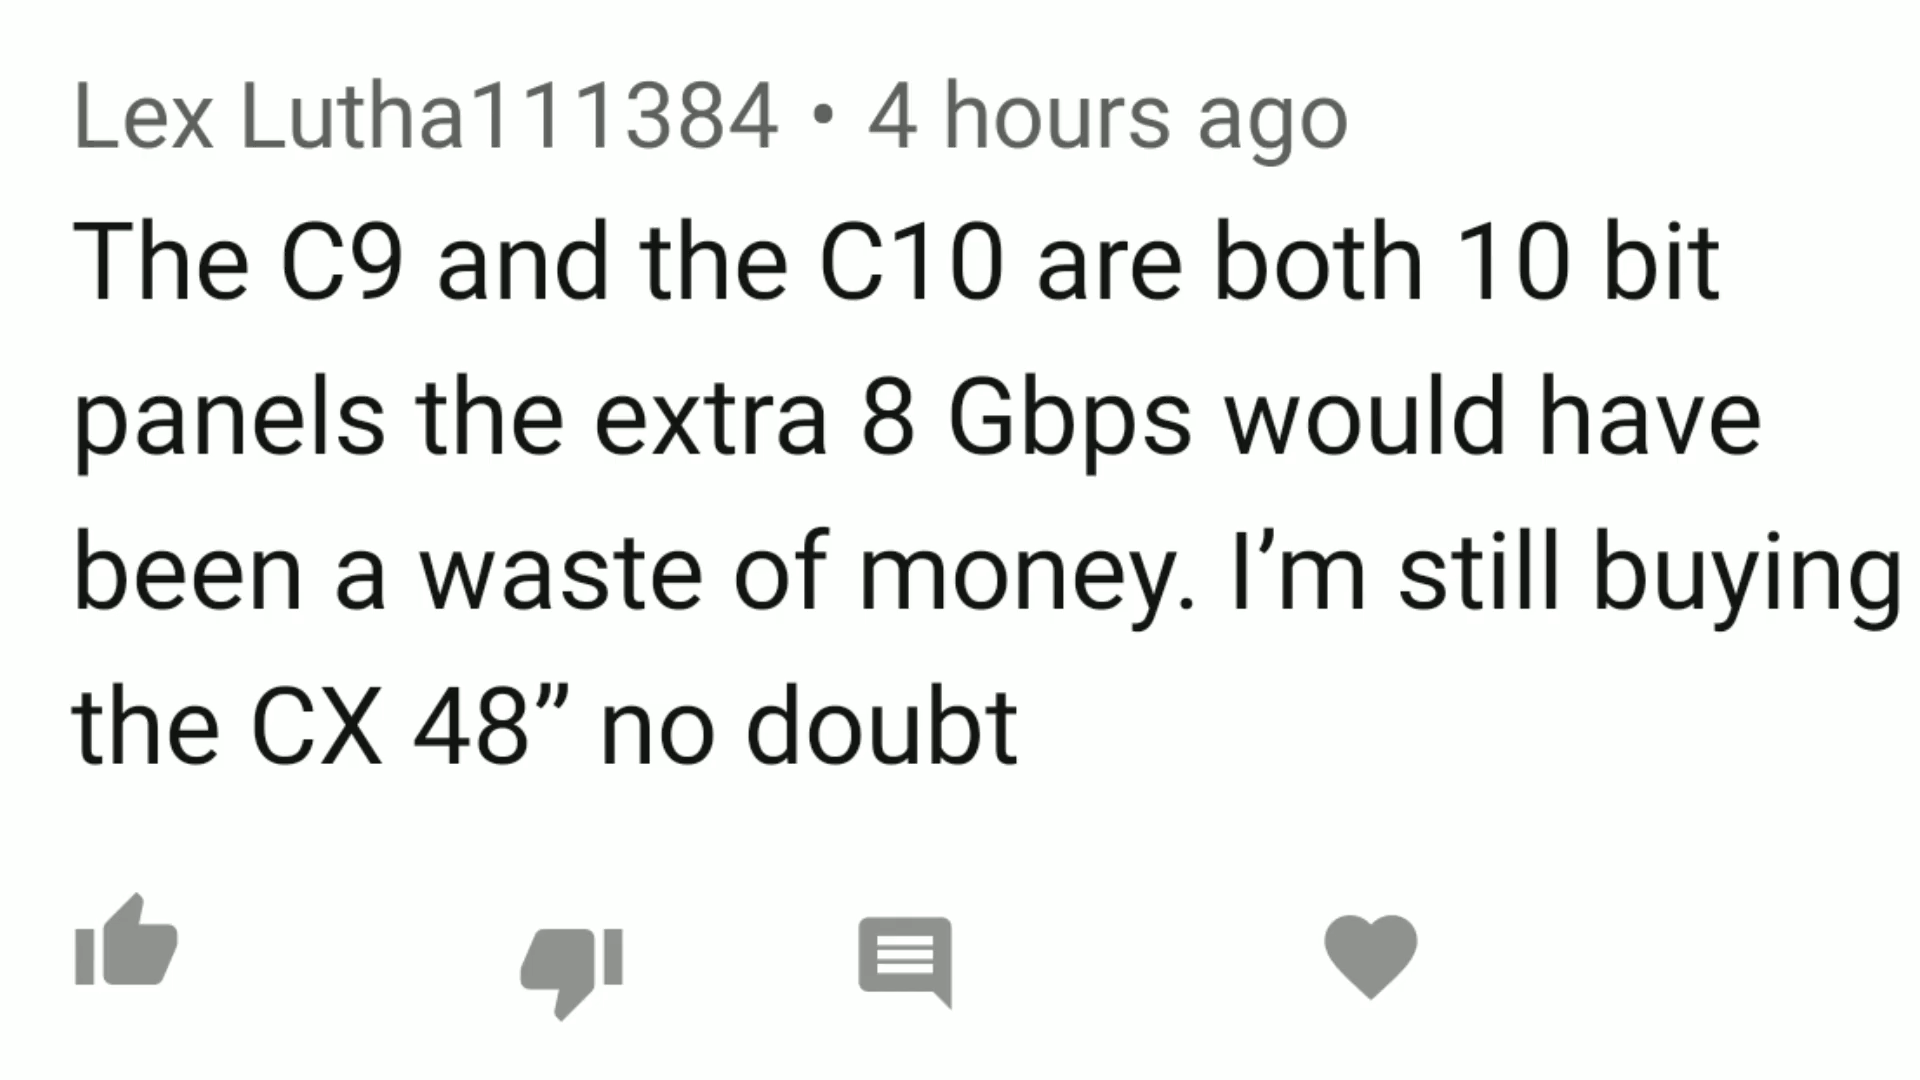 Lex Lutha111384 • 4 hours ago
The C9 and the C10 are both 10 bit
panels the extra 8 Gbps would have
been a waste of money. I’m still buying
the CX 48” no doubt